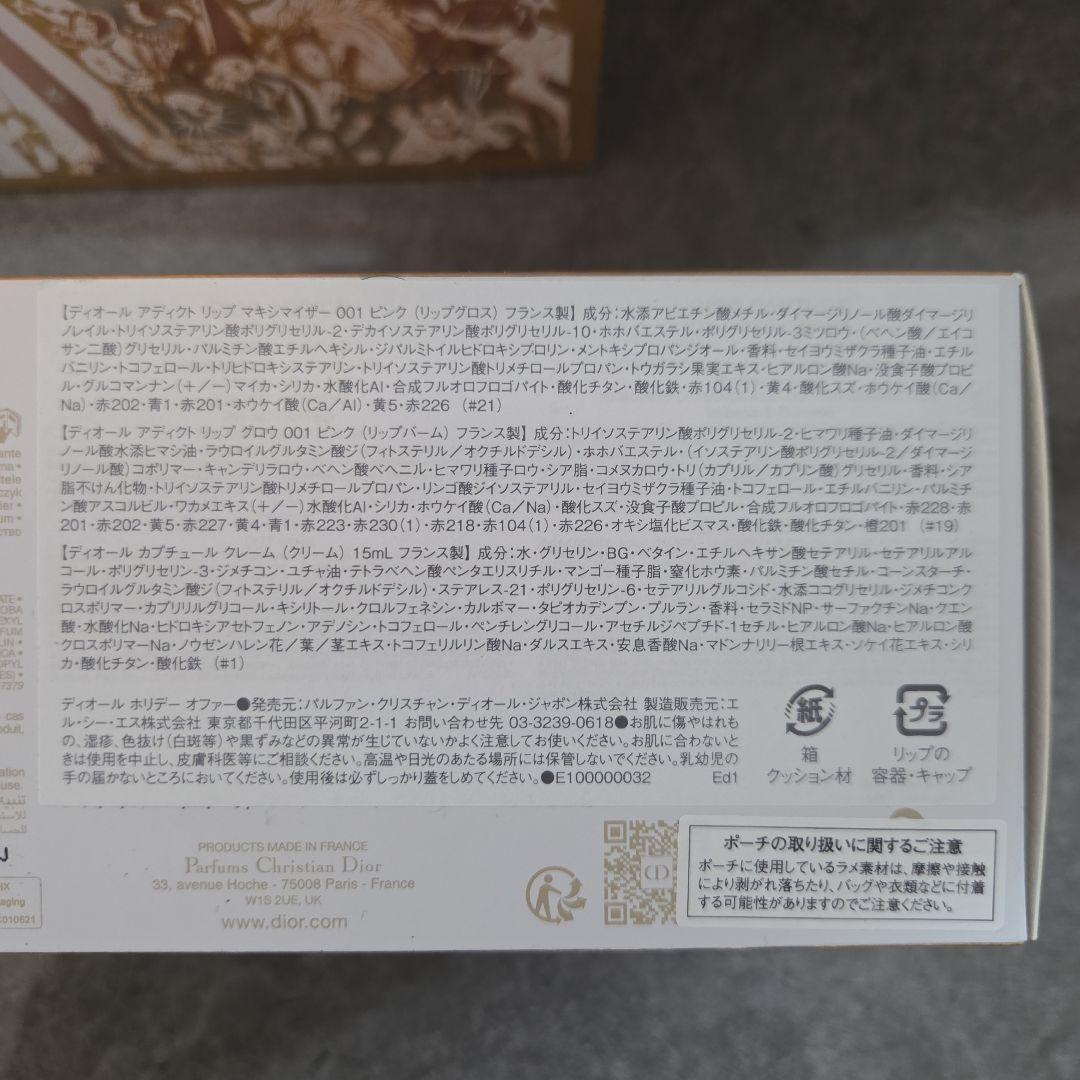 【ディオール アディクト リップ マキシマイザー 001 ピンク（リップグロス） フランス製】 成分：水添アビエチン酸メチル・ダイマージリノール酸ダイマージリ
ノレイル・トリイソステアリン酸ポリグリセリル-2・デカイソステアリン酸ポリグリセリル-10・ホホバエステル・ポリグリセリル-3ミツロウ・（ベヘン酸／エイコ
サン二酸）グリセリル・パルミチン酸エチルヘキシル・ジパルミトイルヒドロキシプロリン・メントキシプロパンジオール・香料・セイヨウミザクラ種子油・エチル
バニリン・トコフェロール・トリヒドロキシステアリン・トリイソステアリン酸トリメチロールプロパン・トウガラシ果実エキス・ヒアルロン酸Na・没食子酸プロピ
ル・グルコマンナン（＋／－）マイカ・シリカ・水酸化Al・合成フルオロフロゴパイト・酸化チタン・酸化鉄・赤104（1）・黄4・酸化スズ・ホウケイ酸（Ca／
Na）・赤202・青1・赤201・ホウケイ酸（Ca／Al）・黄5・赤226 （#21）
【ディオール アディクト リップ グロウ 001 ピンク（リップバーム） フランス製】 成分：トリイソステアリン酸ポリグリセリル-2・ヒマワリ種子油・ダイマージリ
ノール酸水添ヒマシ油・ラウロイルグルタミン酸ジ（フィトステリル／オクチルドデシル）・ホホバエステル・（イソステアリン酸ポリグリセリル-2／ダイマージ
リノール酸）コポリマー・キャンデリラロウ・ベヘン酸ベヘニル・ヒマワリ種子ロウ・シア脂・コメヌカロウ・トリ（カプリル／カプリン酸）グリセリル・香料・シア
脂不けん化物・トリイソステアリン酸トリメチロールプロパン・リンゴ酸ジイソステアリル・セイヨウミザクラ種子油・トコフェロール・エチルバニリン・パルミチ
ン酸アスコルビル・ワカメエキス（＋／－）水酸化Al・シリカ・ホウケイ酸（Ca／Na）・酸化スズ・没食子酸プロピル・合成フルオロフロゴパイト・赤228・赤
201・赤202・黄5・赤227・黄4・青1・赤223・赤230（1）・赤218・赤104（1）・赤226・オキシ塩化ビスマス・酸化鉄・酸化チタン・橙201 （#19）
【ディオール カプチュール クレーム（クリーム） 15mL フランス製】 成分：水・グリセリン・BG・ベタイン・エチルヘキサン酸セテアリル・セテアリルアル
コール・ポリグリセリン-3・ジメチコン・ユチャ油・テトラベヘン酸ペンタエリスリチル・マンゴー種子脂・窒化ホウ素・パルミチン酸セチル・コーンスターチ・
ラウロイルグルタミン酸ジ（フィトステリル／オクチルドデシル）・ステアレス-21・ポリグリセリン-6・セテアリルグルコシド・水添ココグリセリル・ジメチコンク
ロスポリマー・カプリリルグリコール・キシリトール・クロルフェネシン・カルボマー・タピオカデンプン・プルラン・香料・セラミドNP・サーファクチンNa・クエン
酸・水酸化Na・ヒドロキシアセトフェノン・アデノシン・トコフェロール・ペンチレングリコール・アセチルジペプチド-1セチル・ヒアルロン酸Na・ヒアルロン酸
クロスポリマーNa・ノウゼンハレン花／葉／茎エキス・トコフェリルリン酸Na・ダルスエキス・安息香酸Na・マドンナリリー根エキス・ソケイ花エキス・シリ
カ・酸化チタン・酸化鉄 （#1）
ディオール ホリデー オファー●発売元：パルファン・クリスチャン・ディオール・ジャポン株式会社 製造販売元：エ
ル・シー・エス株式会社 東京都千代田区平河町2-1-1 お問い合わせ先 03-3239-0618●お肌に傷やはれも
の、湿疹、色抜け（白斑等）や黒ずみなどの異常が生じていないかよく注意してお使いください。お肌に合わないと
きは使用を中止し、皮膚科医等にご相談ください。高温や日光のあたる場所には保管しないでください。乳幼児の
手の届かないところにおいてください。使用後は必ずしっかり蓋をしめてください。●E100000032 Ed1
紙
箱
クッション材
プラ
リップの
容器・キャップ
PRODUCTS MADE IN FRANCE
Parfums Christian Dior
33, avenue Hoche - 75008 Paris - France
W1S 2UE, UK
www.dior.com
CD
ポーチの取り扱いに関するご注意
ポーチに使用しているラメ素材は、摩擦や接触
により剥がれ落ちたり、バッグや衣類などに付着
する可能性がありますのでご注意ください。